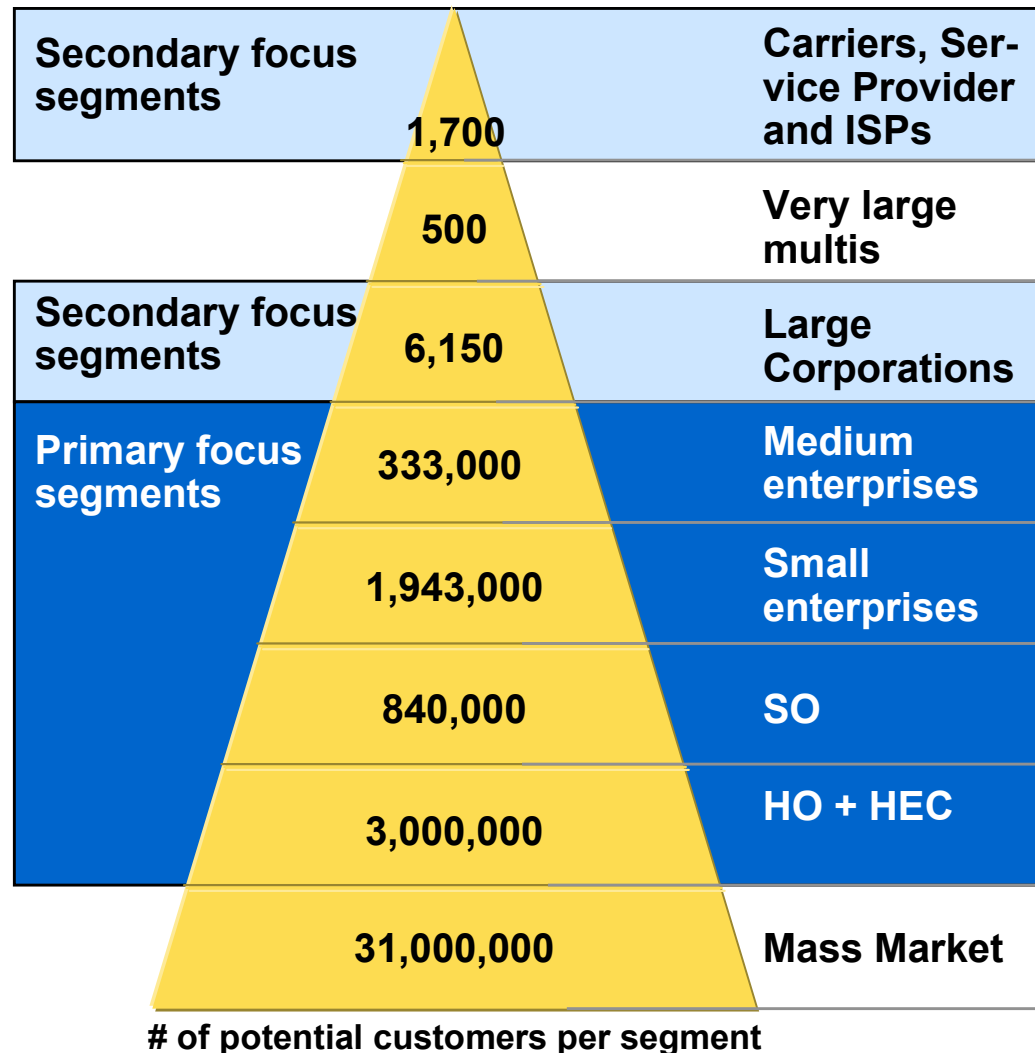 Secondary focus
segments
1,700
Carriers, Ser-
vice Provider
and ISPs
500
Very large
multis
Secondary focus
segments
6,150
Large
Corporations
Primary focus
segments
333,000
Medium
enterprises
1,943,000
Small
enterprises
840,000
SO
3,000,000
HO + HEC
31,000,000
Mass Market
# of potential customers per segment